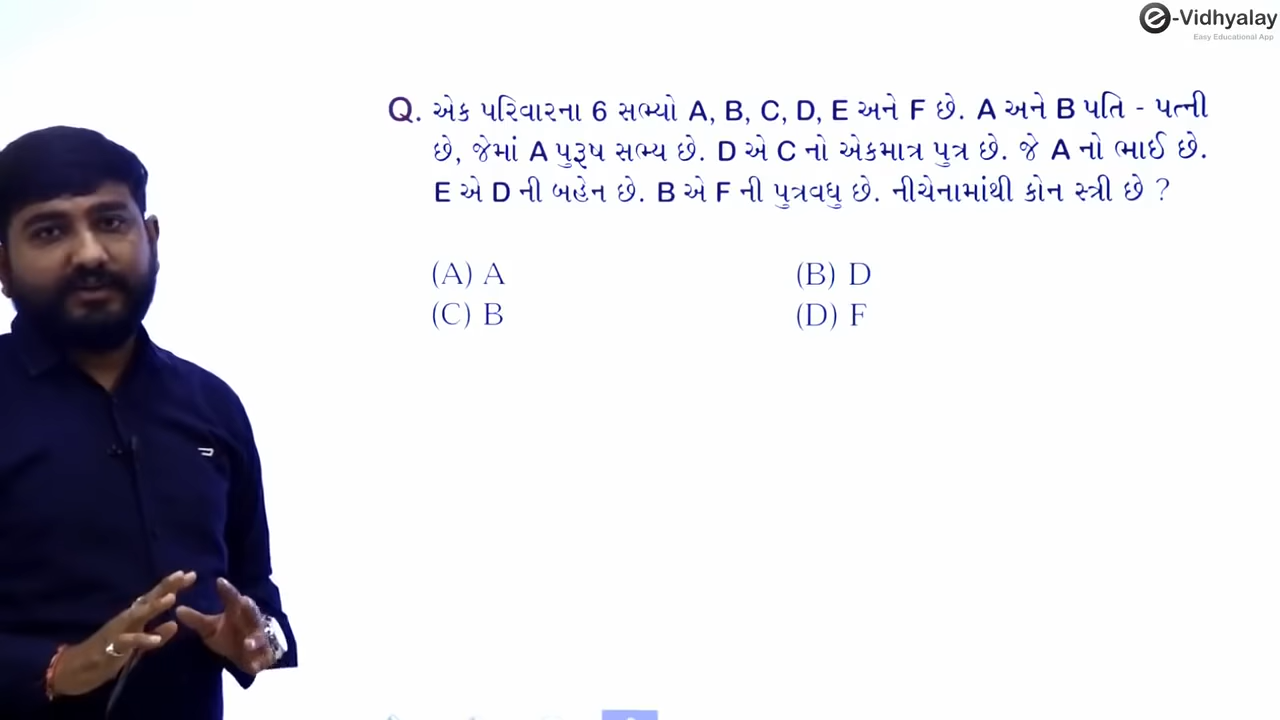 e-Vidhyalay
Easy Educational App
Q. એક પરિવારના 6 સભ્યો A, B, C, D, E અને F છે. A અને B પતિ - પત્ની
છે, જેમાં A પુરૂષ સભ્ય છે. D એ C નો એકમાત્ર પુત્ર છે. જે A નો ભાઈ છે.
E એ D ની બહેન છે. B એ F ની પુત્રવધુ છે. નીચેનામાંથી કોન સ્ત્રી છે ?
(A) A (B) D
(C) B (D) F